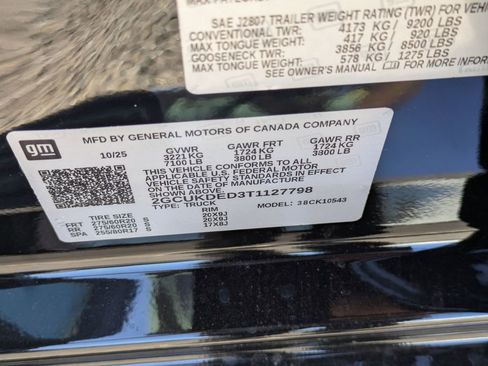 SAE J2807 TRAILER WEIGHT RATING (TWR) FOR
CONVENTIONAL TWR: 4173 KG / 9200 LBS
MAX TONGUE WEIGHT: 417 KG / 920 LBS
GOOSENECK TWR: 3856 KG / 8500 LBS
MAX TONGUE WEIGHT: 578 KG / 1275 LBS
SEE OWNER'S MANUAL FOR MORE INFORMATION
gm
MFD BY GENERAL MOTORS OF CANADA COMPANY
10/25 GVWR GAWR FRT GAWR RR
3221 KG 1724 KG 1724 KG
7100 LB 3800 LB 3800 LB
THIS VEHICLE CONFORMS TO ALL
APPLICABLE U.S. FEDERAL MOTOR
VEHICLE SAFETY STANDARDS IN EFFECT
ON THE DATE OF MANUFACTURE
SHOWN ABOVE.
2GCUKDED3T1127798
TYPE: TRUCK MODEL: 38CK10543
TIRE SIZE RIM
FRT 275/60R20 S 20X9J
RR 275/60R20 S 20X9J
SPA 255/80R17 S 17X8J